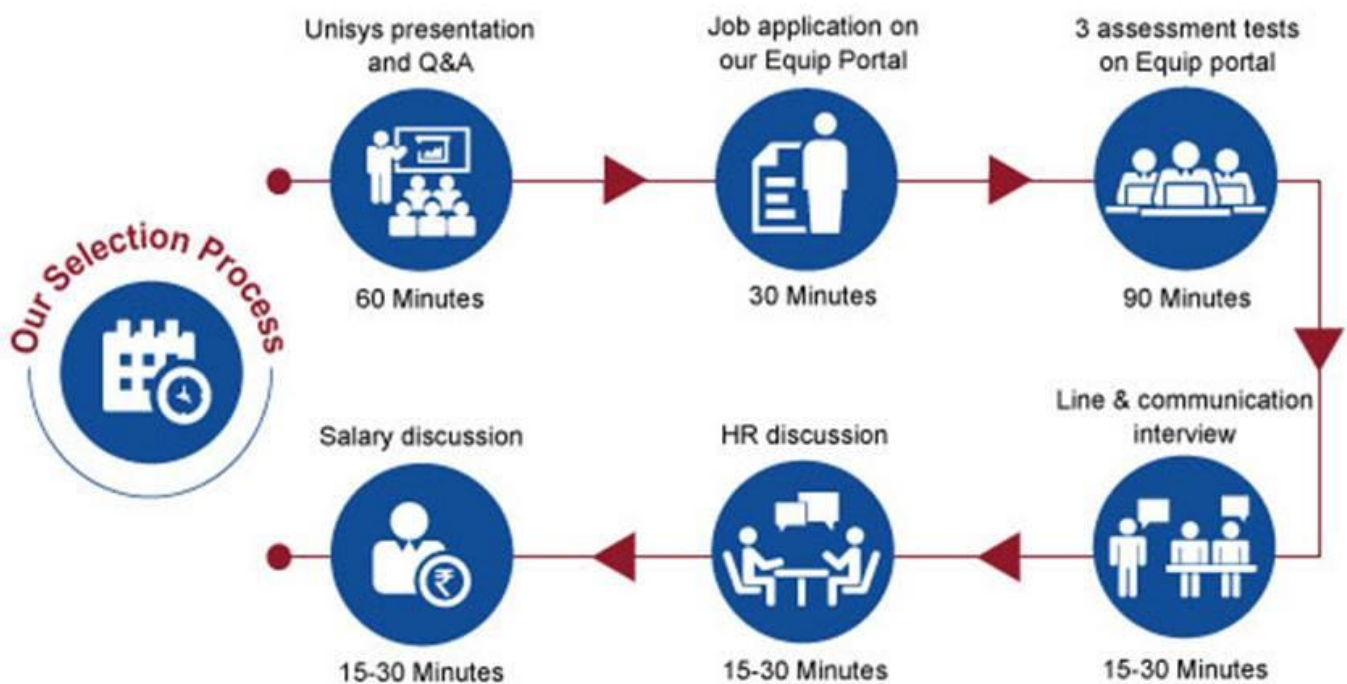 Our Selection Process
Unisys presentation
and Q&A
60 Minutes
Job application on
our Equip Portal
30 Minutes
3 assessment tests
on Equip portal
90 Minutes
Line & communication
interview
15-30 Minutes
HR discussion
15-30 Minutes
Salary discussion
₹
15-30 Minutes